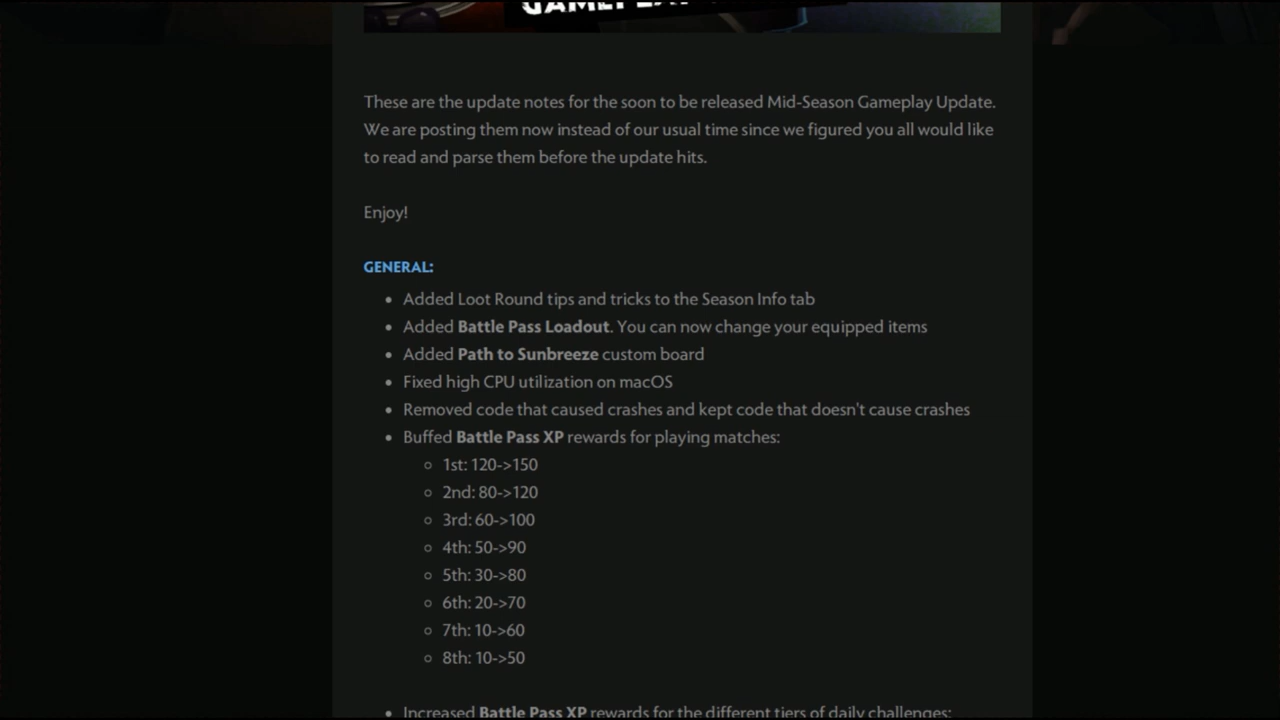 GAMEPLAY
These are the update notes for the soon to be released Mid-Season Gameplay Update.
We are posting them now instead of our usual time since we figured you all would like
to read and parse them before the update hits.
Enjoy!
GENERAL:
• Added Loot Round tips and tricks to the Season Info tab
• Added Battle Pass Loadout. You can now change your equipped items
• Added Path to Sunbreeze custom board
• Fixed high CPU utilization on macOS
• Removed code that caused crashes and kept code that doesn't cause crashes
• Buffed Battle Pass XP rewards for playing matches:
◦ 1st: 120->150
◦ 2nd: 80->120
◦ 3rd: 60->100
◦ 4th: 50->90
◦ 5th: 30->80
◦ 6th: 20->70
◦ 7th: 10->60
◦ 8th: 10->50
• Increased Battle Pass XP rewards for the different tiers of daily challenges: